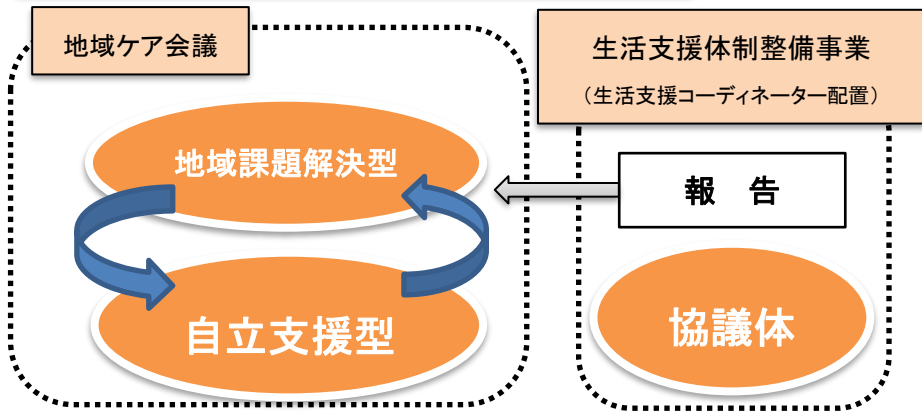 地域ケア会議
地域課題解決型
自立支援型
生活支援体制整備事業
（生活支援コーディネーター配置）
報　告
協議体